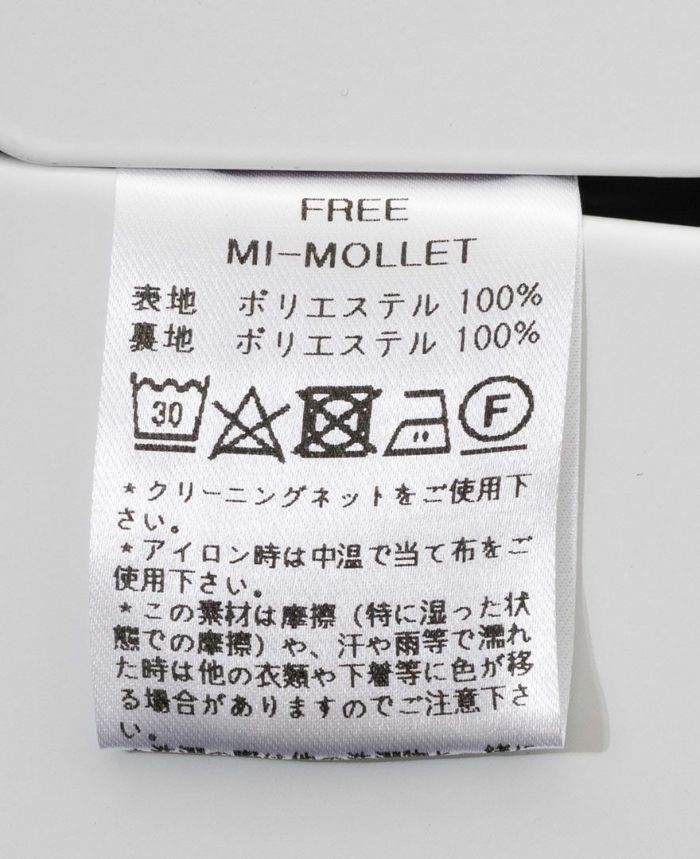 FREE
MI-MOLLET
表地 ポリエステル 100%
裏地 ポリエステル 100%
30 F
*クリーニングネットをご使用下
さい。
*アイロン時は中温で当て布をご
使用下さい。
*この素材は摩擦（特に湿った状
態での摩擦）や、汗や雨等で濡れ
た時は他の衣類や下着等に色が移
る場合がありますのでご注意下さ
い。